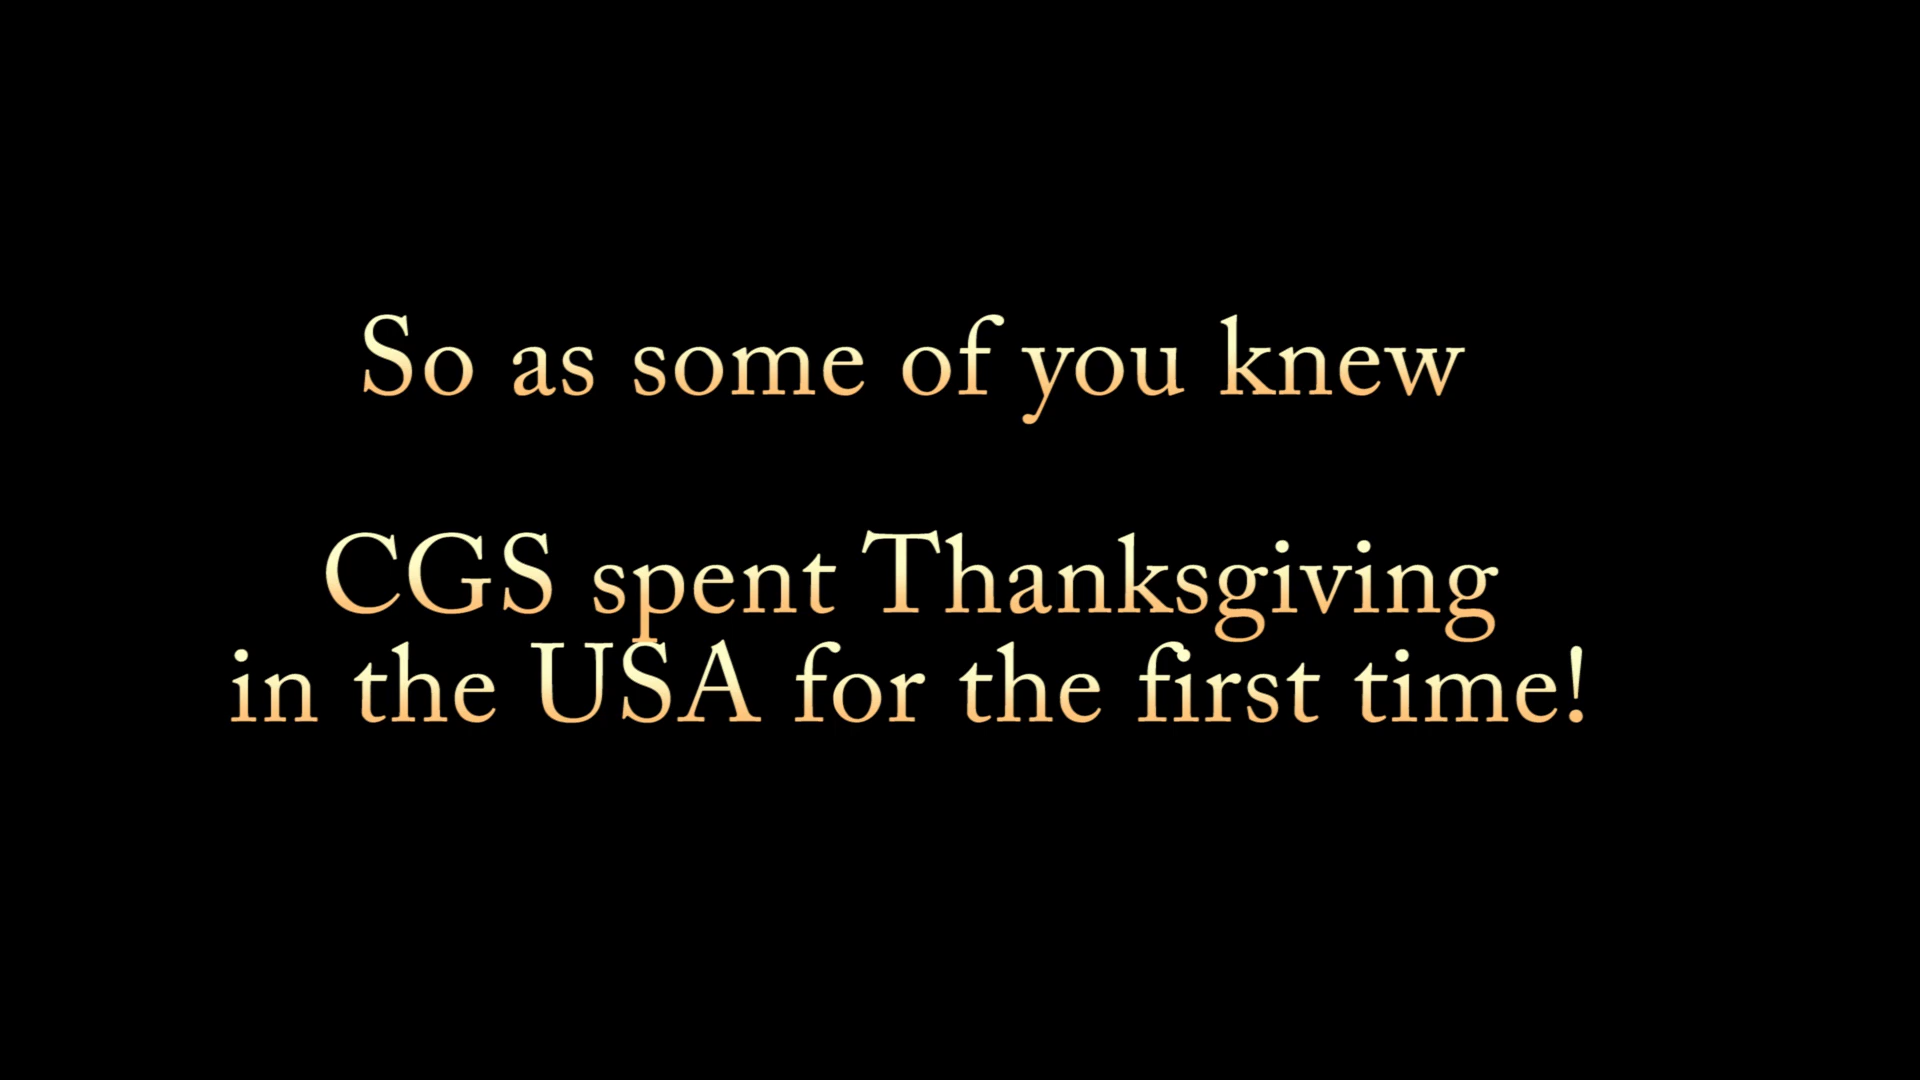 So as some of you knew
CGS spent Thanksgiving
in the USA for the first time!